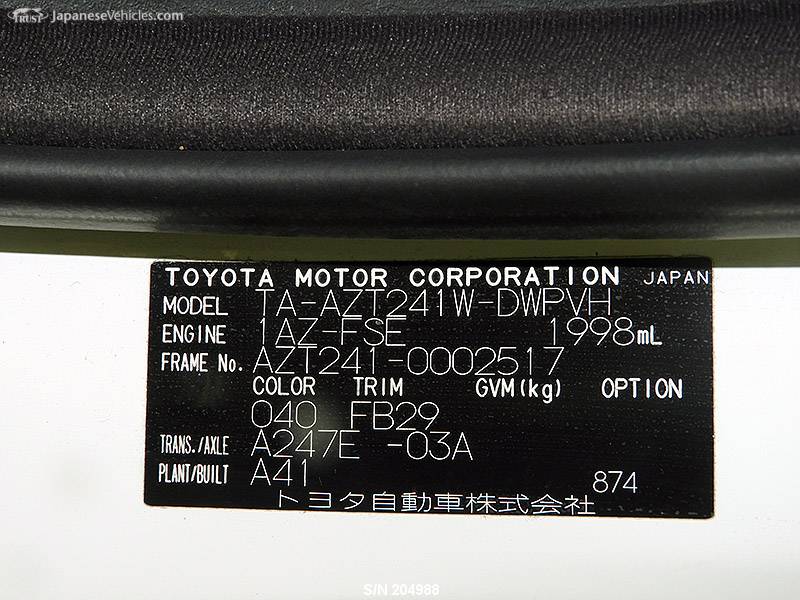 TRUST JapaneseVehicles.com
TOYOTA MOTOR CORPORATION JAPAN
MODEL TA-AZT241W-DWPVH
ENGINE 1AZ-FSE 1998mL
FRAME No. AZT241-0002517
COLOR TRIM GVM(kg) OPTION
040 FB29
TRANS./AXLE A247E -03A
PLANT/BUILT A41 874
トヨタ自動車株式会社
S/N 204988